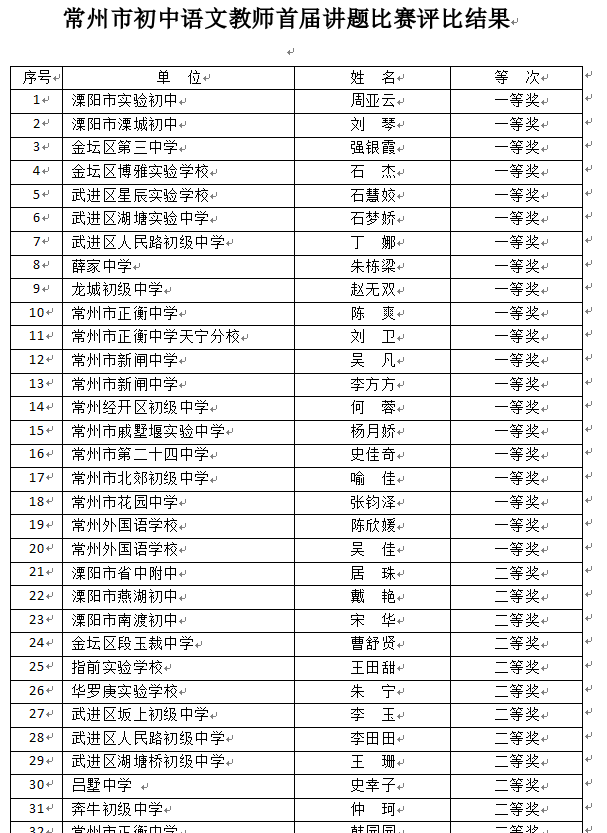 常州市初中语文教师首届讲题比赛评比结果
序号 单 位 姓 名 等 次
1 溧阳市实验初中 周亚云 一等奖
2 溧阳市溧城初中 刘 琴 一等奖
3 金坛区第三中学 强银霞 一等奖
4 金坛区博雅实验学校 石 杰 一等奖
5 武进区星辰实验学校 石慧姣 一等奖
6 武进区湖塘实验中学 石梦娇 一等奖
7 武进区人民路初级中学 丁 娜 一等奖
8 薛家中学 朱栋梁 一等奖
9 龙城初级中学 赵无双 一等奖
10 常州市正衡中学 陈 爽 一等奖
11 常州市正衡中学天宁分校 刘 卫 一等奖
12 常州市新闸中学 吴 凡 一等奖
13 常州市新闸中学 李方方 一等奖
14 常州经开区初级中学 何 蓉 一等奖
15 常州市戚墅堰实验中学 杨月娇 一等奖
16 常州市第二十四中学 史佳奇 一等奖
17 常州市北郊初级中学 喻 佳 一等奖
18 常州市花园中学 张钧泽 一等奖
19 常州外国语学校 陈欣媛 一等奖
20 常州外国语学校 吴 佳 一等奖
21 溧阳市省中附中 居 珠 二等奖
22 溧阳市燕湖初中 戴 艳 二等奖
23 溧阳市南渡初中 宋 华 二等奖
24 金坛区段玉裁中学 曹舒贤 二等奖
25 指前实验学校 王田甜 二等奖
26 华罗庚实验学校 朱 宁 二等奖
27 武进区坂上初级中学 李 玉 二等奖
28 武进区人民路初级中学 李田田 二等奖
29 武进区湖塘桥初级中学 王 珊 二等奖
30 吕墅中学 史幸子 二等奖
31 奔牛初级中学 仲 珂 二等奖
32 常州市正衡中学 韩园园 二等奖